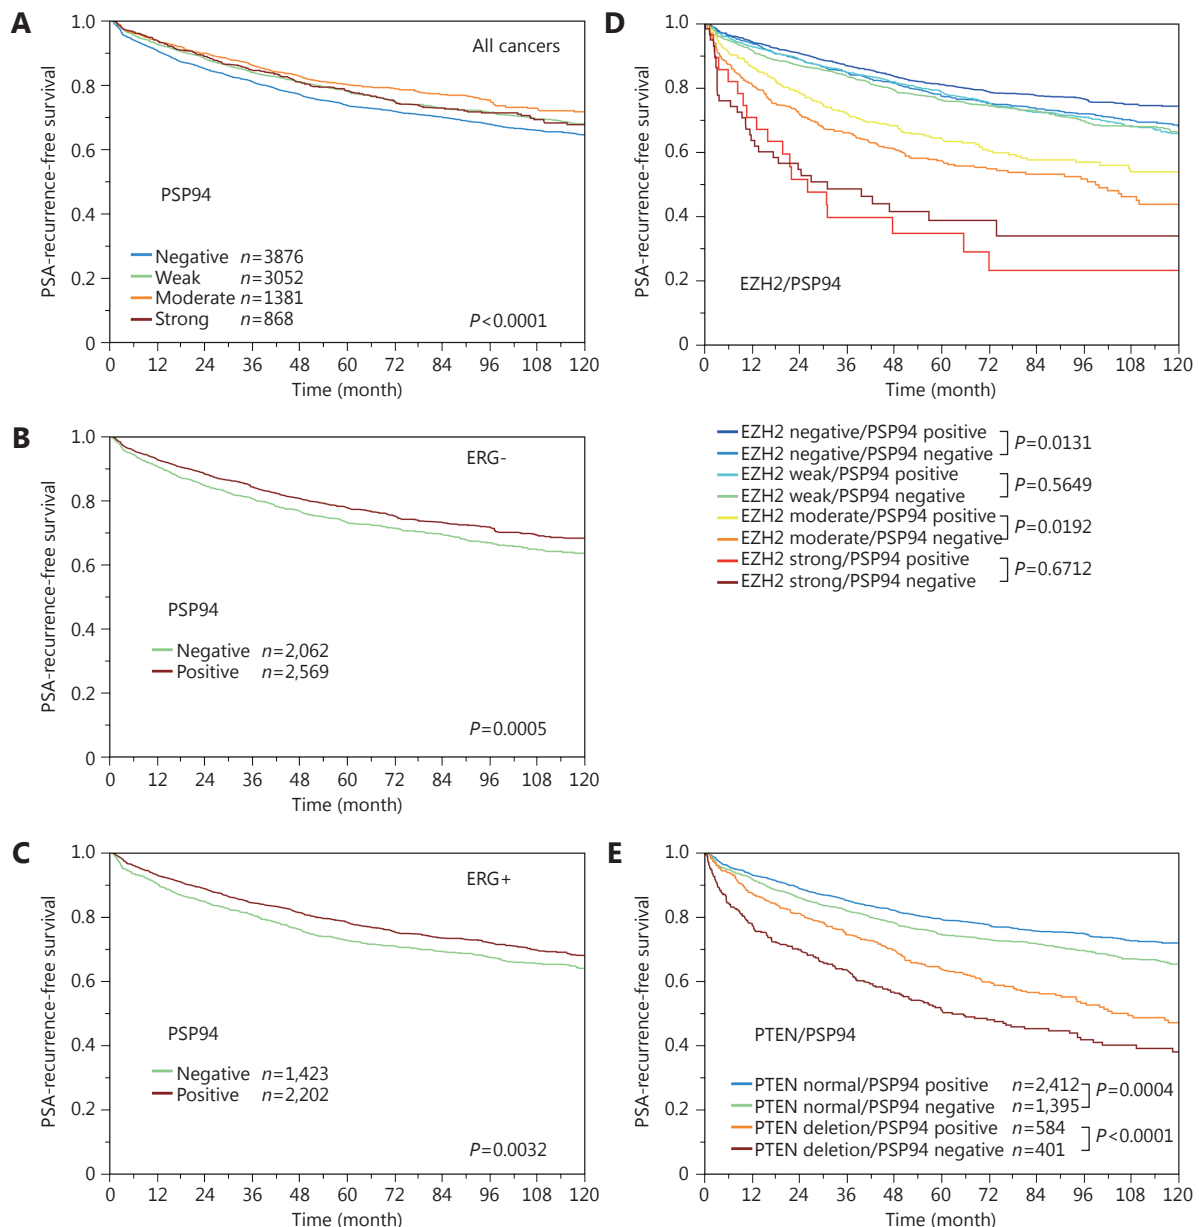 A
PSA-recurrence-free survival
1.0
0.8
0.6
0.4
0.2
0
All cancers
PSP94
Negative n=3876
Weak n=3052
Moderate n=1381
Strong n=868
P<0.0001
0 12 24 36 48 60 72 84 96 108 120
Time (month)
B
PSA-recurrence-free survival
1.0
0.8
0.6
0.4
0.2
0
ERG-
PSP94
Negative n=2,062
Positive n=2,569
P=0.0005
0 12 24 36 48 60 72 84 96 108 120
Time (month)
C
PSA-recurrence-free survival
1.0
0.8
0.6
0.4
0.2
0
ERG+
PSP94
Negative n=1,423
Positive n=2,202
P=0.0032
0 12 24 36 48 60 72 84 96 108 120
Time (month)
D
PSA-recurrence-free survival
1.0
0.8
0.6
0.4
0.2
0
EZH2/PSP94
0 12 24 36 48 60 72 84 96 108 120
Time (month)
EZH2 negative/PSP94 positive
EZH2 negative/PSP94 negative
P=0.0131
EZH2 weak/PSP94 positive
EZH2 weak/PSP94 negative
P=0.5649
EZH2 moderate/PSP94 positive
EZH2 moderate/PSP94 negative
P=0.0192
EZH2 strong/PSP94 positive
EZH2 strong/PSP94 negative
P=0.6712
E
PSA-recurrence-free survival
1.0
0.8
0.6
0.4
0.2
0
PTEN/PSP94
PTEN normal/PSP94 positive n=2,412
PTEN normal/PSP94 negative n=1,395
P=0.0004
PTEN deletion/PSP94 positive n=584
PTEN deletion/PSP94 negative n=401
P<0.0001
0 12 24 36 48 60 72 84 96 108 120
Time (month)